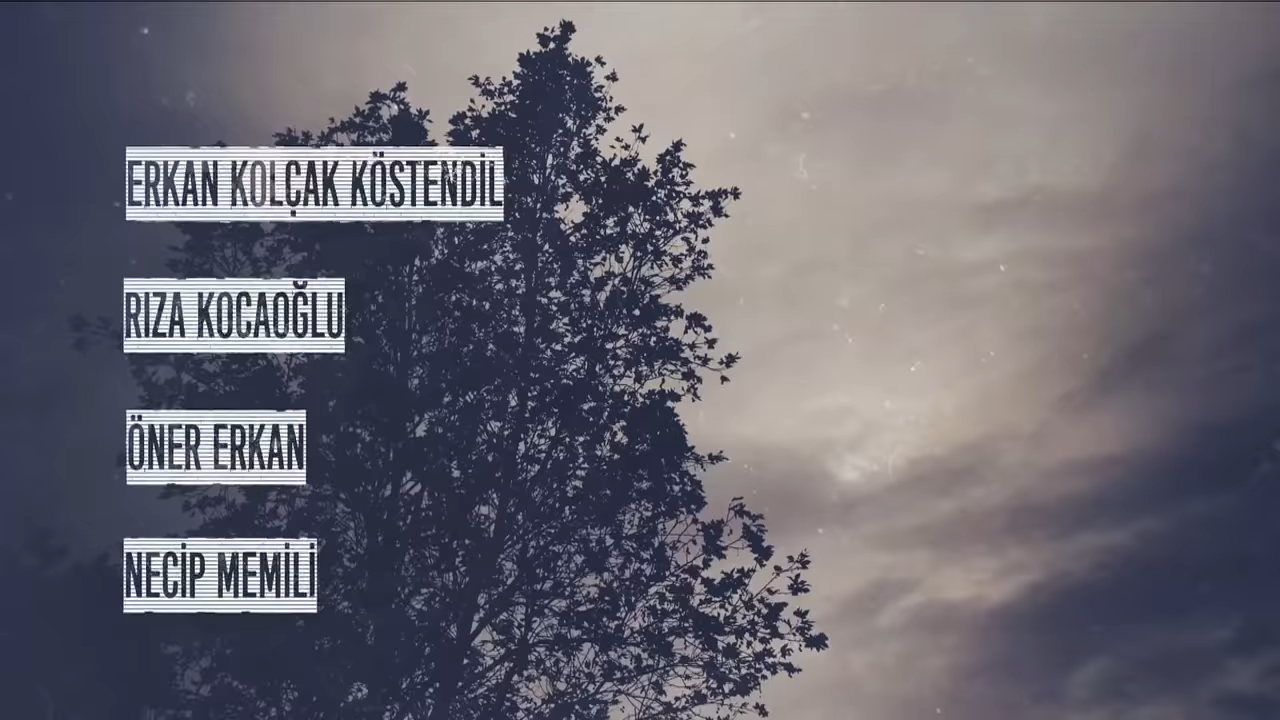 ERKAN KOLÇAK KÖSTENDİL
RIZA KOCAOĞLU
ÖNER ERKAN
NECİP MEMİLİ